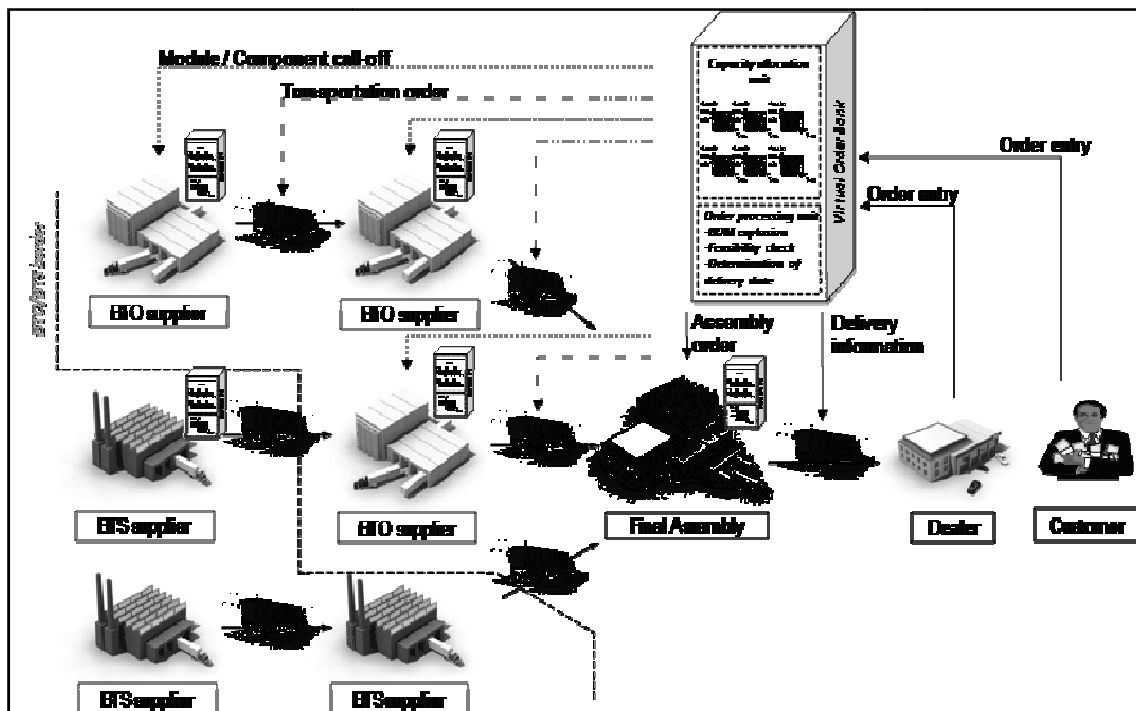 Module / Component call-off
Transportation order
Capacity allocation
unit
Virtual Order Bank
Order entry
Order entry
Order processing unit
-BOM explosion
-Feasibility check
-Determination of
delivery date
BTO/BTS border
BTO supplier
BTO supplier
Assembly
order
Delivery
information
BTS supplier
BTO supplier
Final Assembly
Dealer
Customer
BTS supplier
BTS supplier